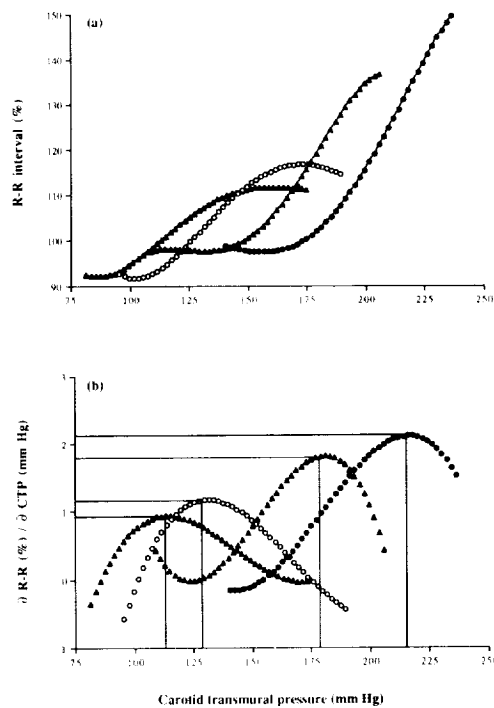 (a)
R-R interval (%)
150
140
130
120
110
100
90
75 100 125 150 175 200 225 250
(b)
∂ R-R (%) / ∂ CTP (mm Hg)
3
2
1
0
75 100 125 150 175 200 225 250
Carotid transmural pressure (mm Hg)